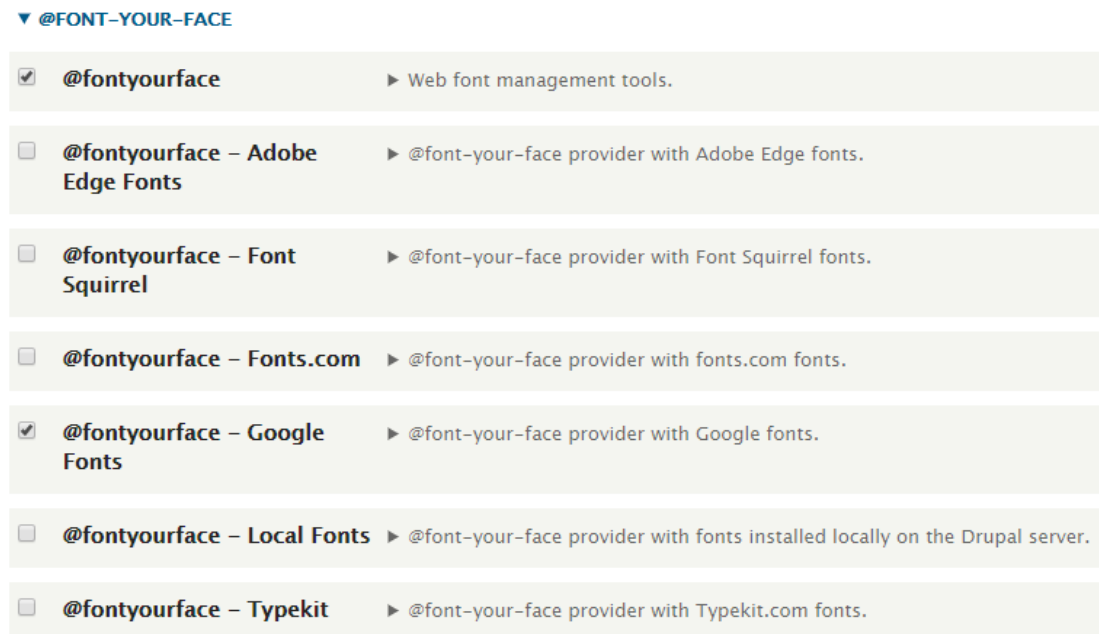 ▼ @FONT-YOUR-FACE
@fontyourface ▶ Web font management tools.
@fontyourface – Adobe ▶ @font-your-face provider with Adobe Edge fonts.
Edge Fonts
@fontyourface – Font ▶ @font-your-face provider with Font Squirrel fonts.
Squirrel
@fontyourface – Fonts.com ▶ @font-your-face provider with fonts.com fonts.
@fontyourface – Google ▶ @font-your-face provider with Google fonts.
Fonts
@fontyourface – Local Fonts ▶ @font-your-face provider with fonts installed locally on the Drupal server.
@fontyourface – Typekit ▶ @font-your-face provider with Typekit.com fonts.